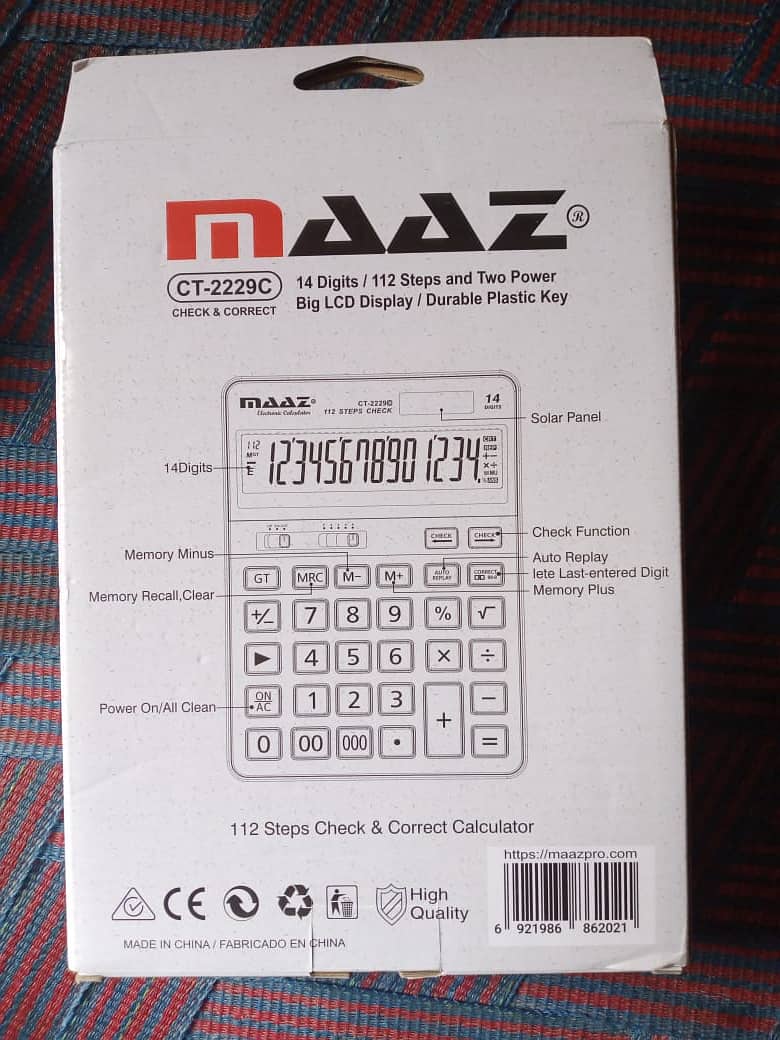 MAAZ®
CT-2229C
CHECK & CORRECT
14 Digits / 112 Steps and Two Power
Big LCD Display / Durable Plastic Key
MAAZ®
Electronic Calculator
CT-2229C
112 STEPS CHECK
14
DIGITS
Solar Panel
112
M GT
E
12345678901234.
14Digits
CHECK
CHECK
Check Function
Memory Minus
Auto Replay
lete Last-entered Digit
Memory Recall,Clear
Memory Plus
GT MRC M− M+ AUTO REPLAY CORRECT
+/− 7 8 9 % √
▶ 4 5 6 × ÷
Power On/All Clean
ON
AC
1 2 3 + −
0 00 000 • =
112 Steps Check & Correct Calculator
https://maazpro.com
CE
High
Quality
6 921986 862021
MADE IN CHINA / FABRICADO EN CHINA